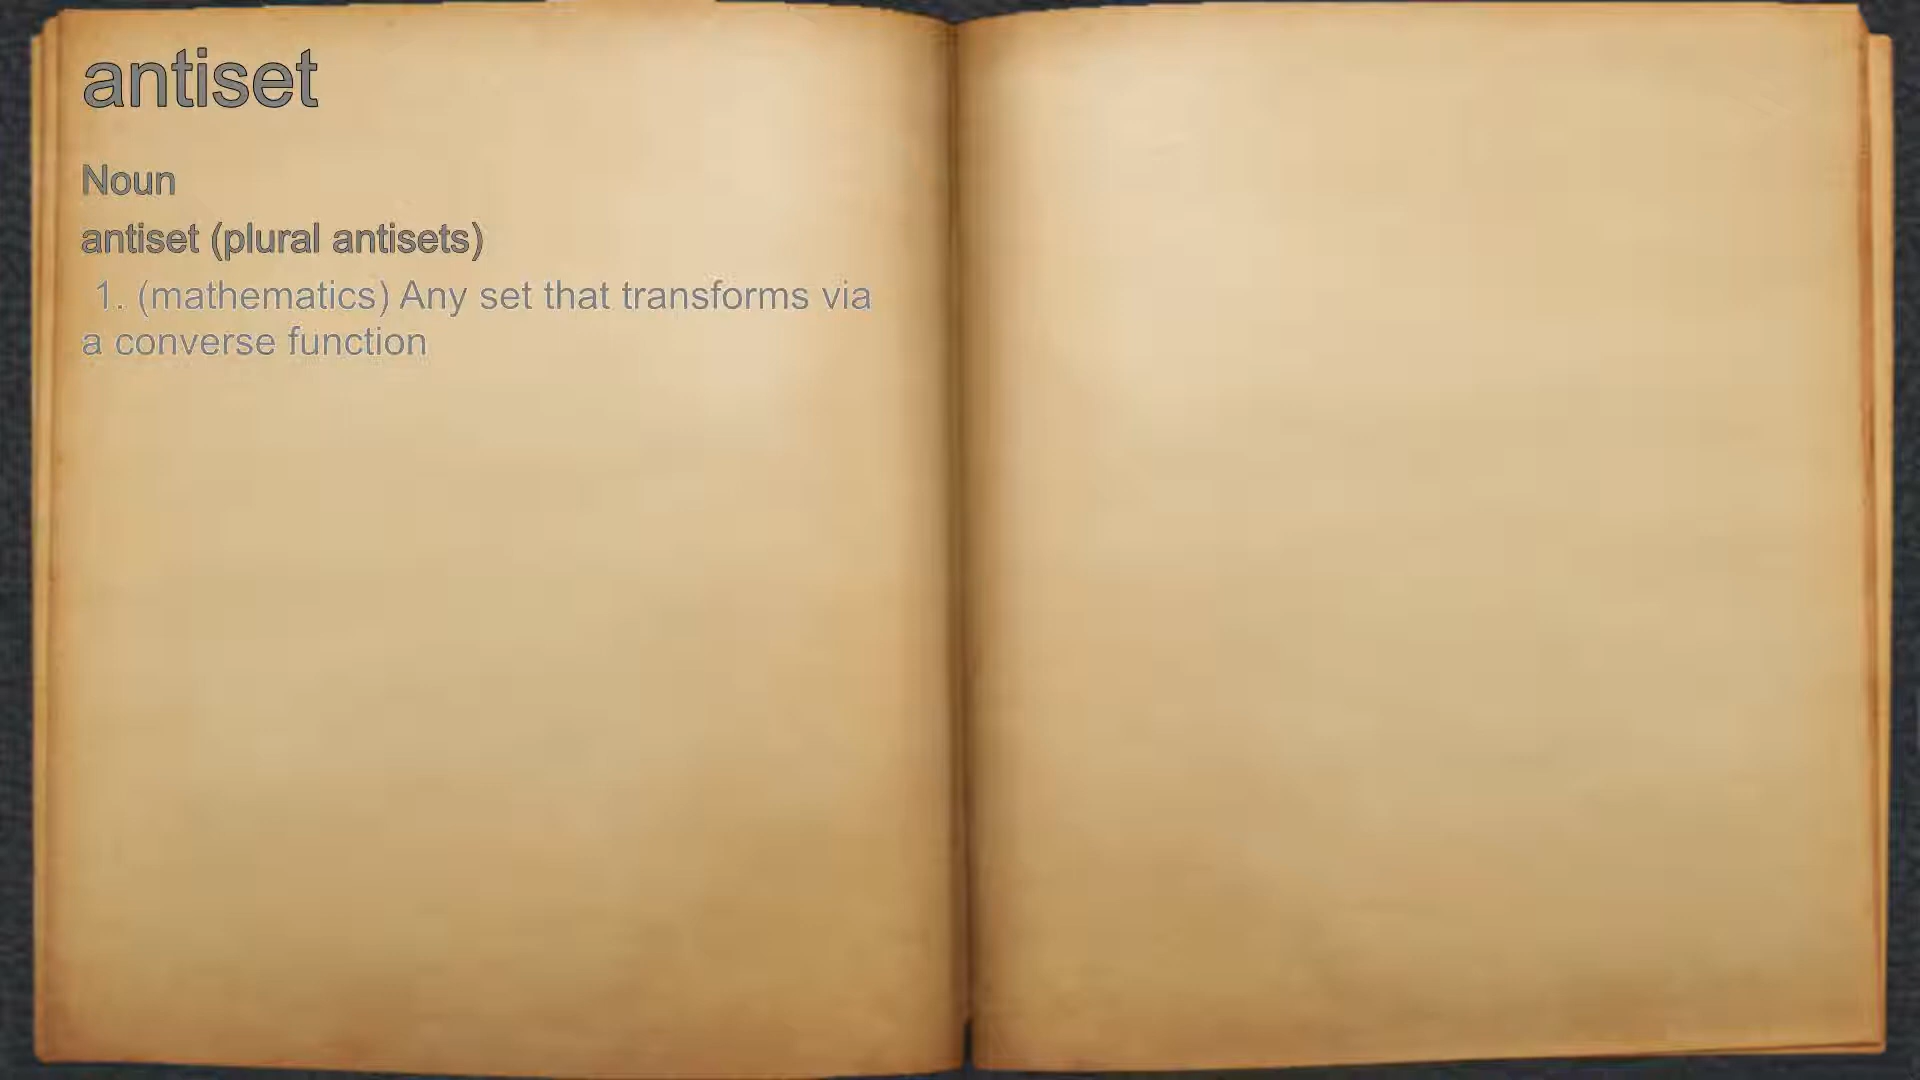 antiset
Noun
antiset (plural antisets)
1. (mathematics) Any set that transforms via
a converse function